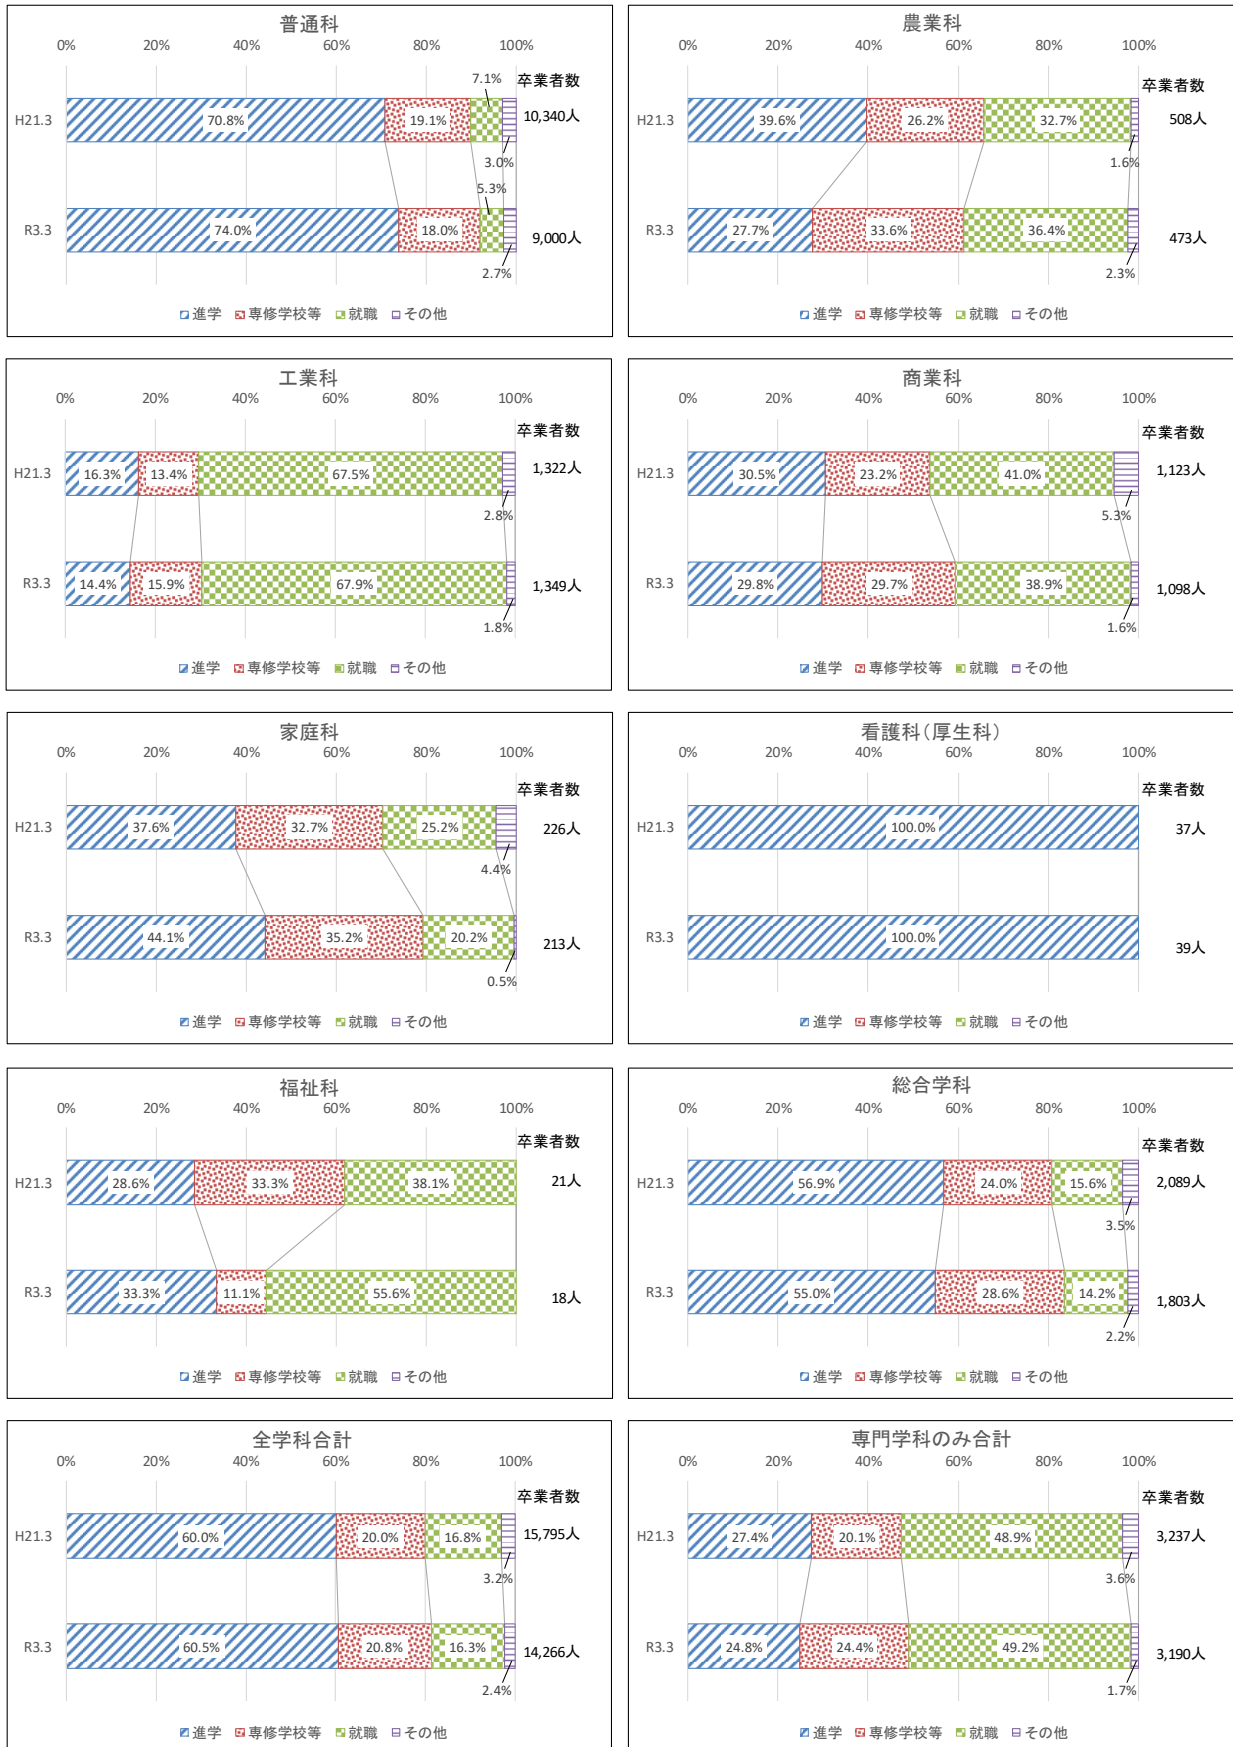 普通科
0% 20% 40% 60% 80% 100%
卒業者数
7.1%
H21.3 70.8% 19.1% 10,340人
3.0%
5.3%
R3.3 74.0% 18.0% 9,000人
2.7%
進学 専修学校等 就職 その他
農業科
0% 20% 40% 60% 80% 100%
卒業者数
H21.3 39.6% 26.2% 32.7% 508人
1.6%
R3.3 27.7% 33.6% 36.4% 473人
2.3%
進学 専修学校等 就職 その他
工業科
0% 20% 40% 60% 80% 100%
卒業者数
H21.3 16.3% 13.4% 67.5% 1,322人
2.8%
R3.3 14.4% 15.9% 67.9% 1,349人
1.8%
進学 専修学校等 就職 その他
商業科
0% 20% 40% 60% 80% 100%
卒業者数
H21.3 30.5% 23.2% 41.0% 1,123人
5.3%
R3.3 29.8% 29.7% 38.9% 1,098人
1.6%
進学 専修学校等 就職 その他
家庭科
0% 20% 40% 60% 80% 100%
卒業者数
H21.3 37.6% 32.7% 25.2% 226人
4.4%
R3.3 44.1% 35.2% 20.2% 213人
0.5%
進学 専修学校等 就職 その他
看護科(厚生科)
0% 20% 40% 60% 80% 100%
卒業者数
H21.3 100.0% 37人
R3.3 100.0% 39人
進学 専修学校等 就職 その他
福祉科
0% 20% 40% 60% 80% 100%
卒業者数
H21.3 28.6% 33.3% 38.1% 21人
R3.3 33.3% 11.1% 55.6% 18人
進学 専修学校等 就職 その他
総合学科
0% 20% 40% 60% 80% 100%
卒業者数
H21.3 56.9% 24.0% 15.6% 2,089人
3.5%
R3.3 55.0% 28.6% 14.2% 1,803人
2.2%
進学 専修学校等 就職 その他
全学科合計
0% 20% 40% 60% 80% 100%
卒業者数
H21.3 60.0% 20.0% 16.8% 15,795人
3.2%
R3.3 60.5% 20.8% 16.3% 14,266人
2.4%
進学 専修学校等 就職 その他
専門学科のみ合計
0% 20% 40% 60% 80% 100%
卒業者数
H21.3 27.4% 20.1% 48.9% 3,237人
3.6%
R3.3 24.8% 24.4% 49.2% 3,190人
1.7%
進学 専修学校等 就職 その他